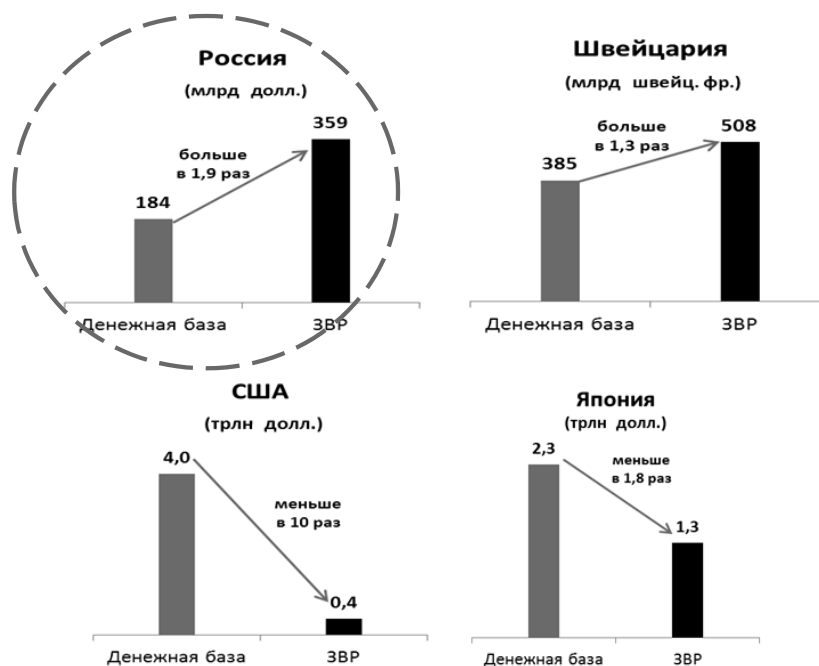 Россия
(млрд долл.)
359
больше
в 1,9 раз
184
Денежная база ЗВР
Швейцария
(млрд швейц. фр.)
508
больше
в 1,3 раз
385
Денежная база ЗВР
США
(трлн долл.)
4,0
меньше
в 10 раз
0,4
Денежная база ЗВР
Япония
(трлн долл.)
2,3
меньше
в 1,8 раз
1,3
Денежная база ЗВР